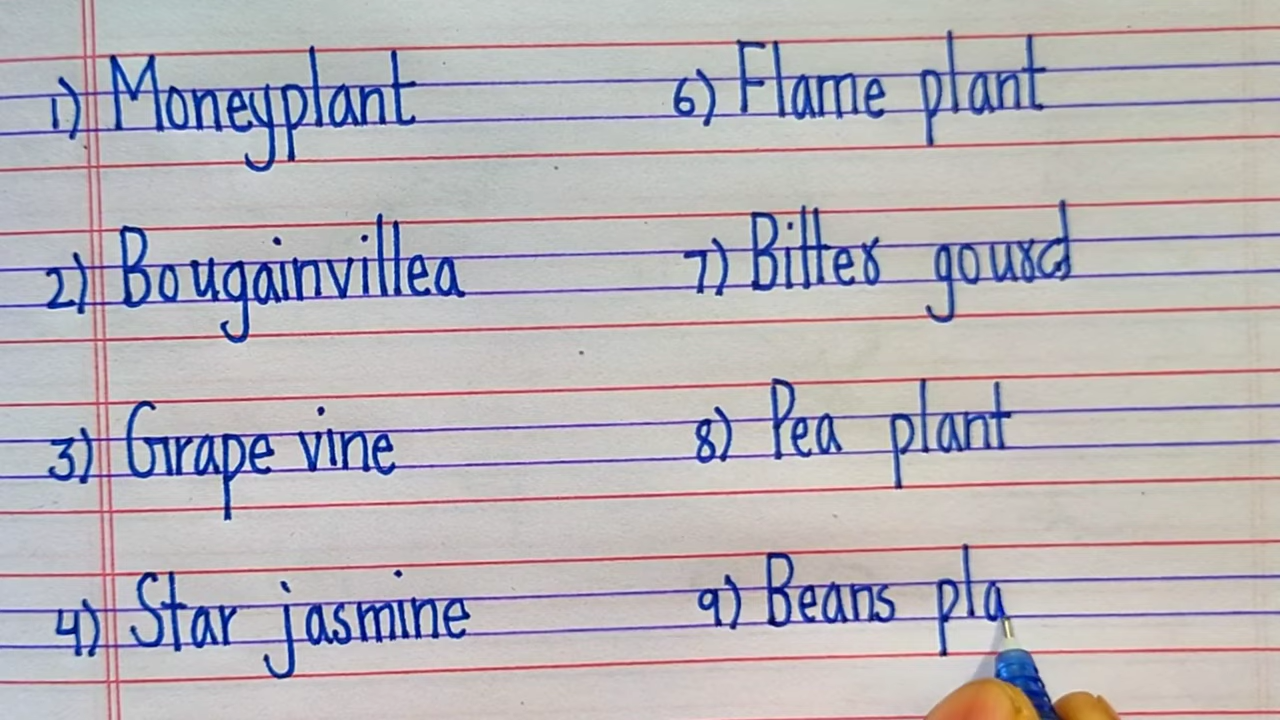 1) Moneyplant
2) Bougainvillea
3) Grape vine
4) Star jasmine
6) Flame plant
7) Bitter gourd
8) Pea plant
9) Beans pla